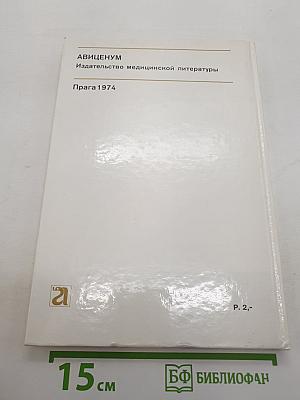 АВИЦЕНУМ
Издательство медицинской литературы
Прага 1974
Р. 2,-
15 см
БФ БИБЛИОФАН